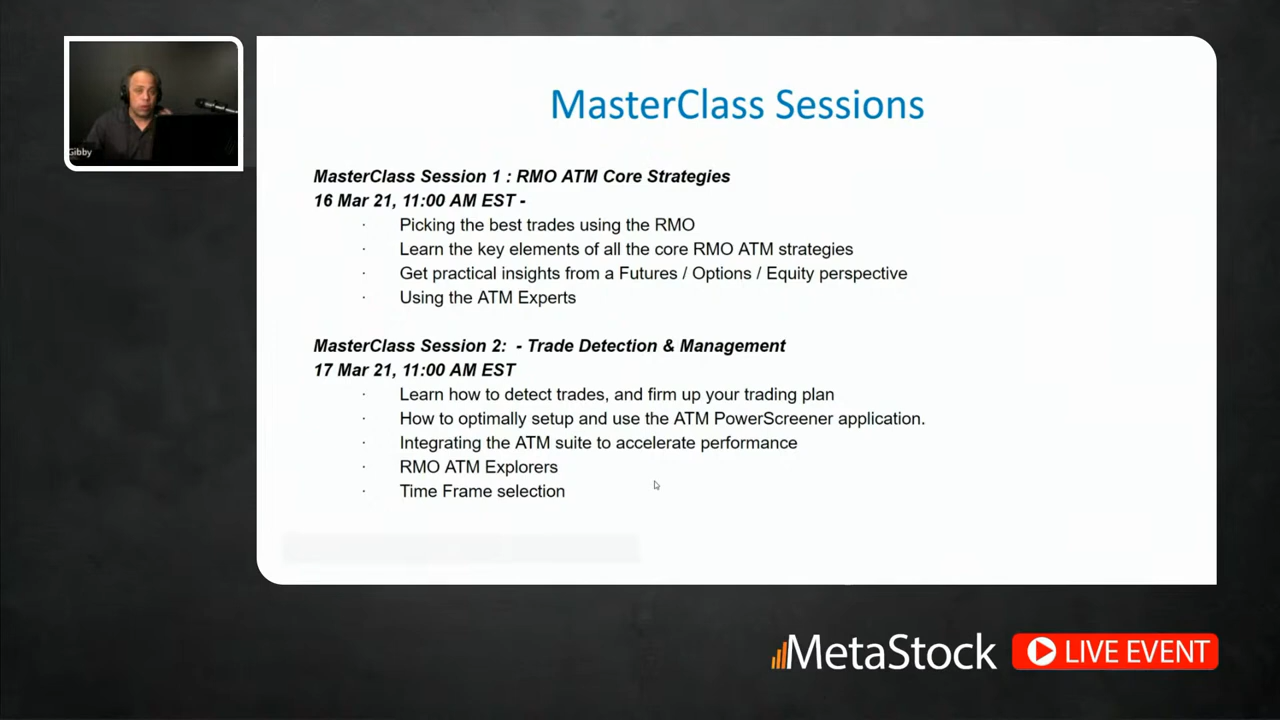 MasterClass Sessions
Gibby
MasterClass Session 1 : RMO ATM Core Strategies
16 Mar 21, 11:00 AM EST -
· Picking the best trades using the RMO
· Learn the key elements of all the core RMO ATM strategies
· Get practical insights from a Futures / Options / Equity perspective
· Using the ATM Experts
MasterClass Session 2:  - Trade Detection & Management
17 Mar 21, 11:00 AM EST
· Learn how to detect trades, and firm up your trading plan
· How to optimally setup and use the ATM PowerScreener application.
· Integrating the ATM suite to accelerate performance
· RMO ATM Explorers
· Time Frame selection
MetaStock LIVE EVENT